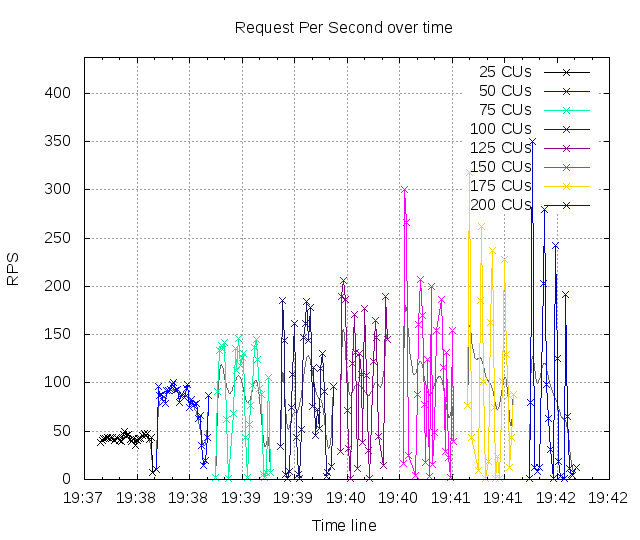 Request Per Second over time
25 CUs
50 CUs
75 CUs
100 CUs
125 CUs
150 CUs
175 CUs
200 CUs
400
350
300
250
200
150
100
50
0
RPS
19:37 19:38 19:38 19:39 19:39 19:40 19:40 19:41 19:41 19:42 19:42
Time line